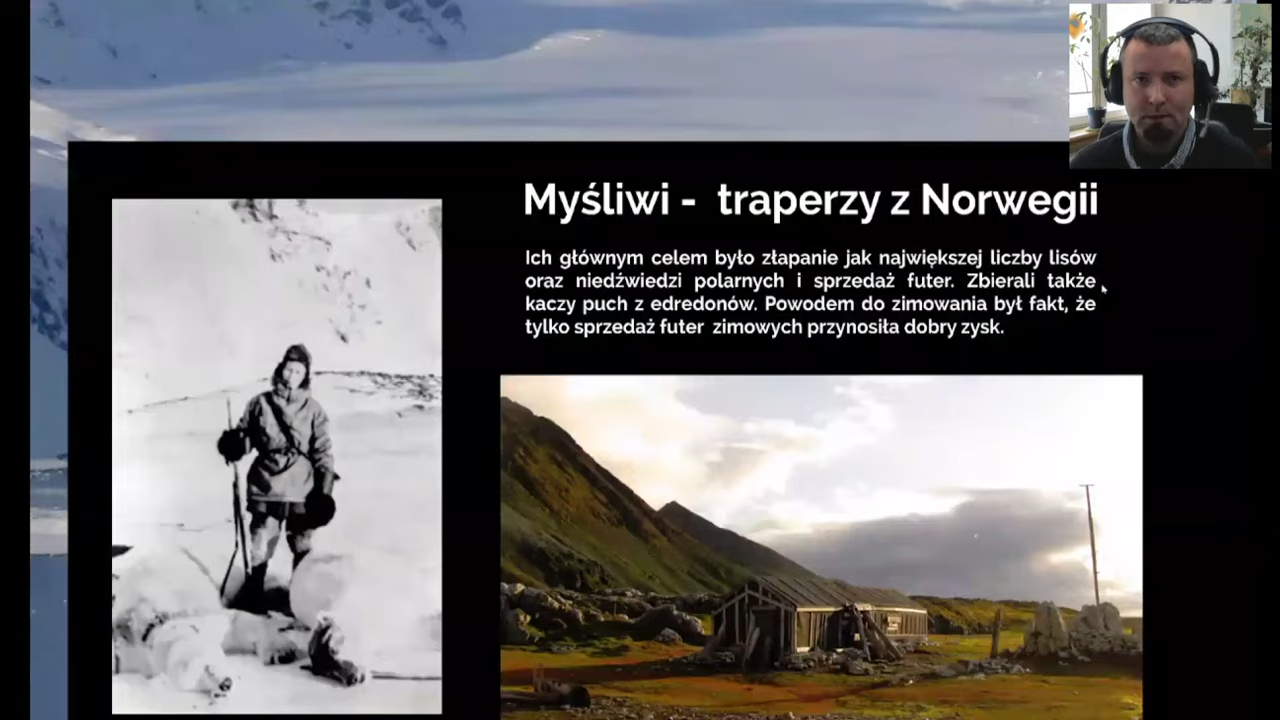 Myśliwi - traperzy z Norwegii
Ich głównym celem było złapanie jak największej liczby lisów
oraz niedźwiedzi polarnych i sprzedaż futer. Zbierali także
kaczy puch z edredonów. Powodem do zimowania był fakt, że
tylko sprzedaż futer zimowych przynosiła dobry zysk.